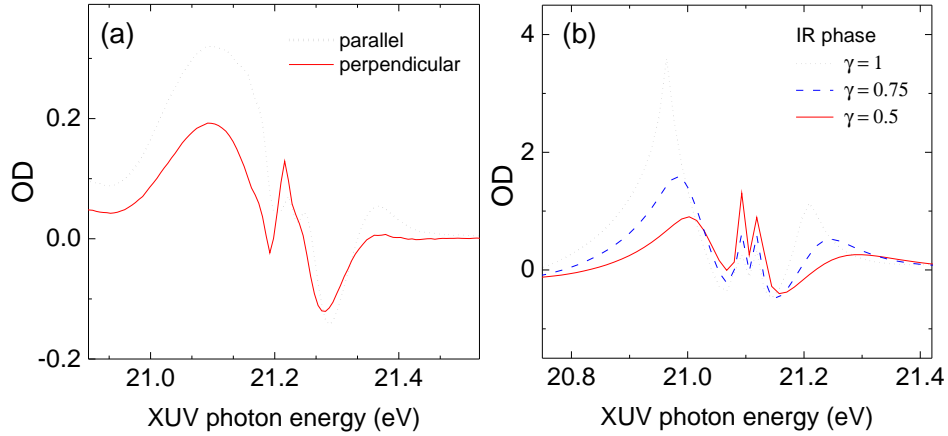 (a)
parallel
perpendicular
OD
0.2
0.0
-0.2
21.0
21.2
21.4
XUV photon energy (eV)
(b)
IR phase
γ = 1
γ = 0.75
γ = 0.5
OD
4
2
0
20.8
21.0
21.2
21.4
XUV photon energy (eV)